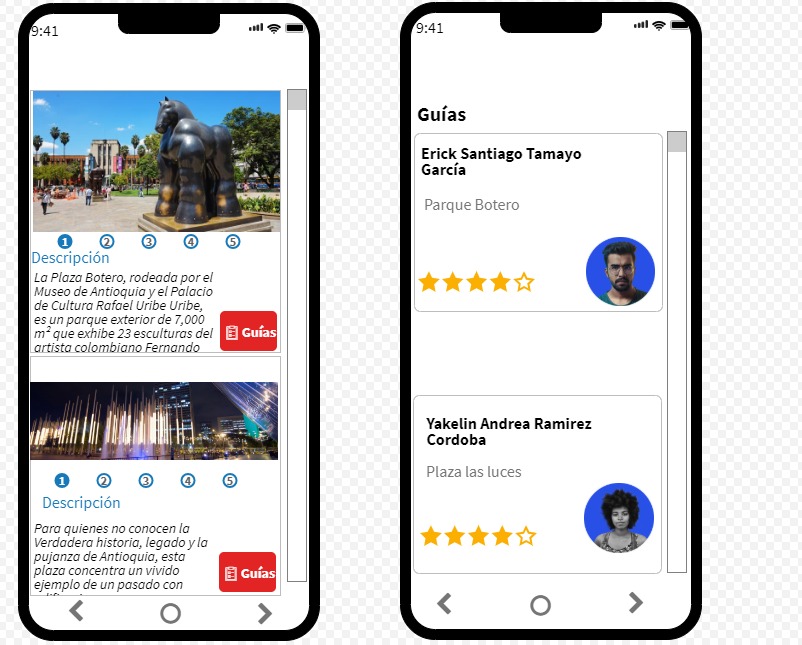 9:41
1 2 3 4 5
Descripción
La Plaza Botero, rodeada por el
Museo de Antioquia y el Palacio
de Cultura Rafael Uribe Uribe,
es un parque exterior de 7,000
m² que exhibe 23 esculturas del
artista colombiano Fernando
Guías
1 2 3 4 5
Descripción
Para quienes no conocen la
Verdadera historia, legado y la
pujanza de Antioquia, esta
plaza concentra un vivido
ejemplo de un pasado con
Guías
9:41
Guías
Erick Santiago Tamayo
García
Parque Botero
Yakelin Andrea Ramirez
Cordoba
Plaza las luces